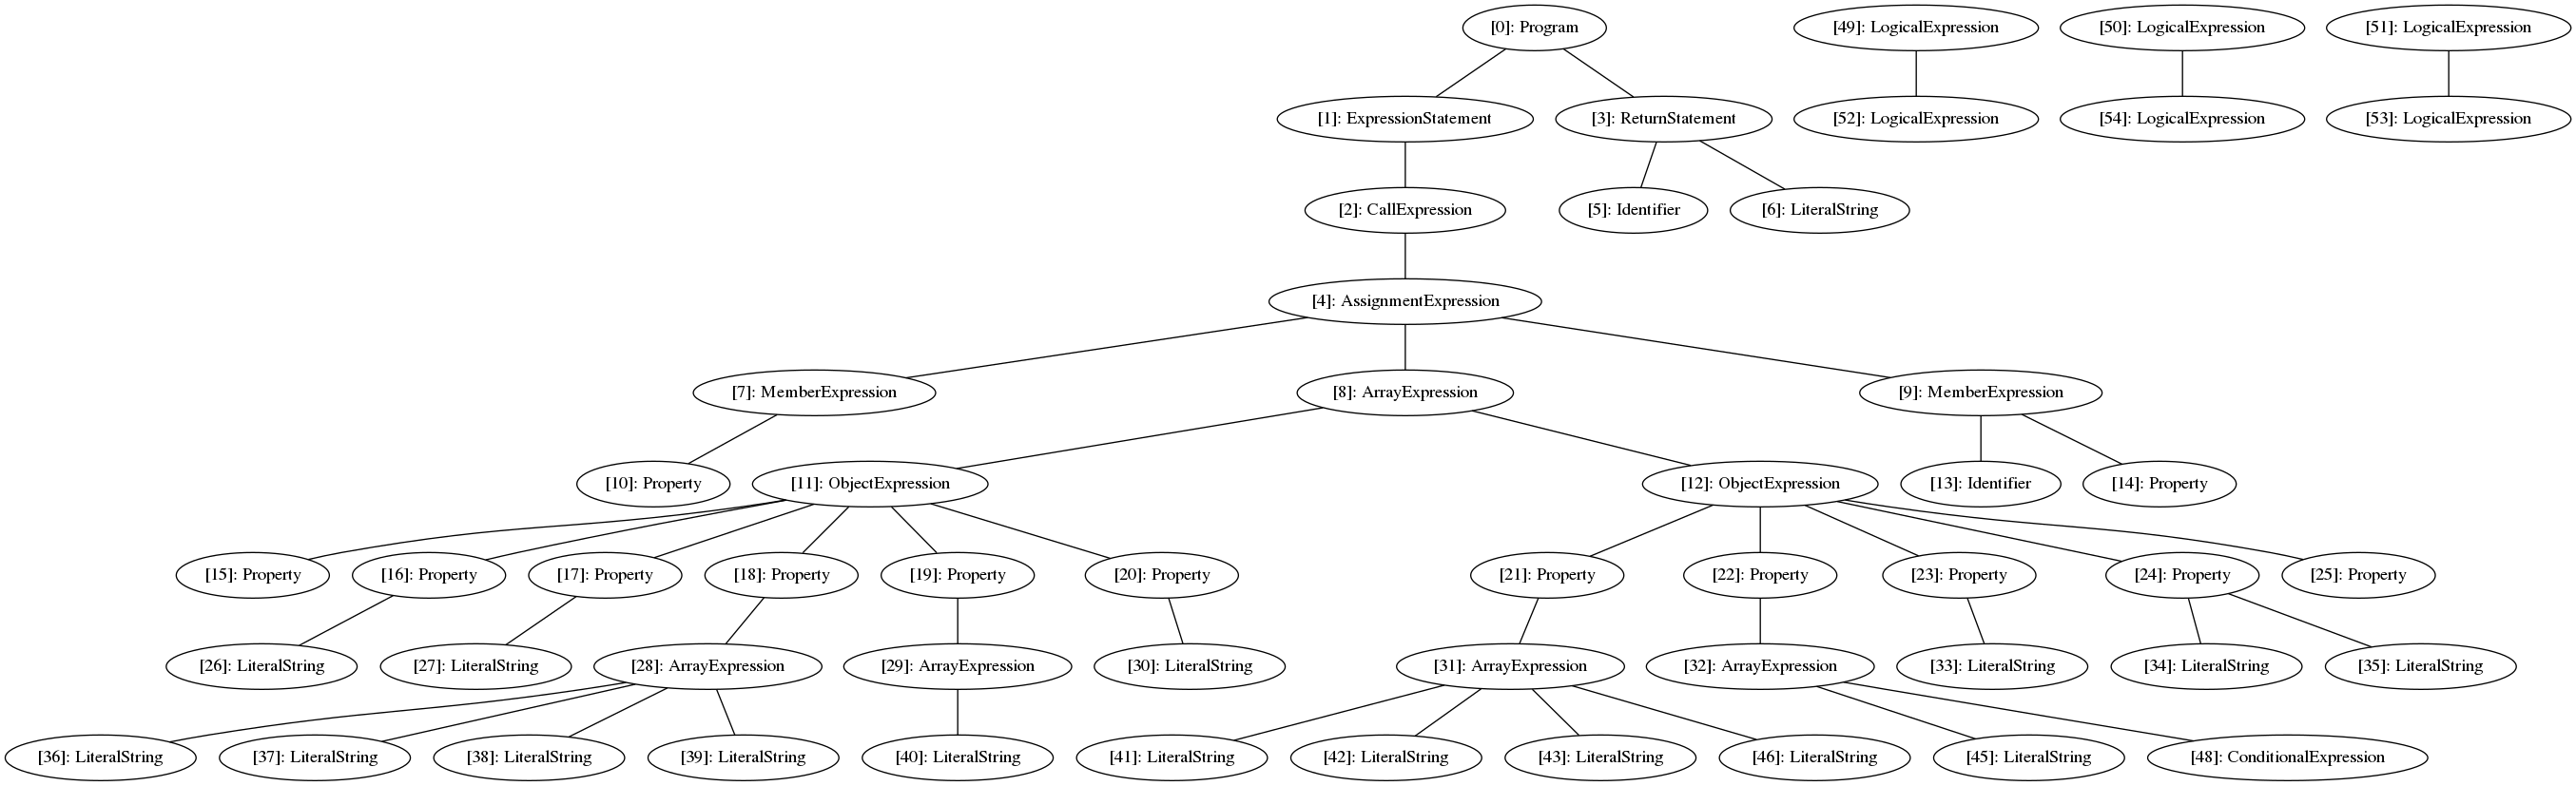 [0]: Program
[49]: LogicalExpression
[50]: LogicalExpression
[51]: LogicalExpression
[1]: ExpressionStatement
[3]: ReturnStatement
[52]: LogicalExpression
[54]: LogicalExpression
[53]: LogicalExpression
[2]: CallExpression
[5]: Identifier
[6]: LiteralString
[4]: AssignmentExpression
[7]: MemberExpression
[8]: ArrayExpression
[9]: MemberExpression
[10]: Property
[11]: ObjectExpression
[12]: ObjectExpression
[13]: Identifier
[14]: Property
[15]: Property
[16]: Property
[17]: Property
[18]: Property
[19]: Property
[20]: Property
[21]: Property
[22]: Property
[23]: Property
[24]: Property
[25]: Property
[26]: LiteralString
[27]: LiteralString
[28]: ArrayExpression
[29]: ArrayExpression
[30]: LiteralString
[31]: ArrayExpression
[32]: ArrayExpression
[33]: LiteralString
[34]: LiteralString
[35]: LiteralString
[36]: LiteralString
[37]: LiteralString
[38]: LiteralString
[39]: LiteralString
[40]: LiteralString
[41]: LiteralString
[42]: LiteralString
[43]: LiteralString
[46]: LiteralString
[45]: LiteralString
[48]: ConditionalExpression